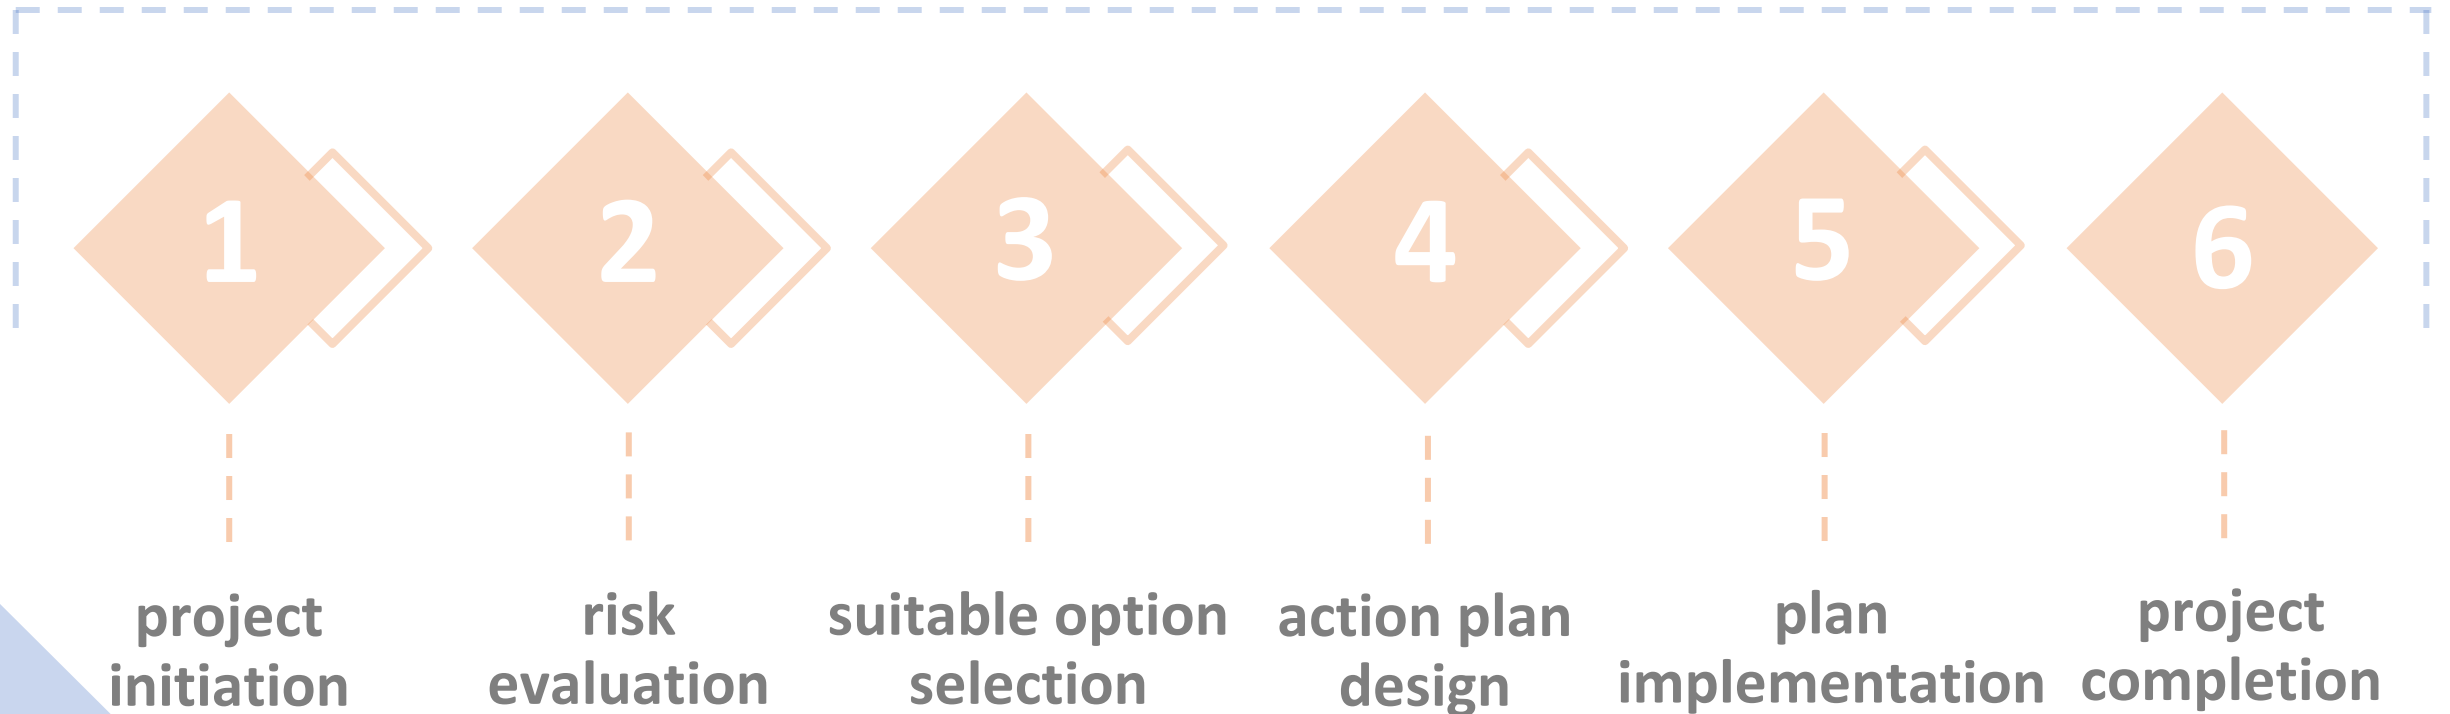 1
2
3
4
5
6
project
initiation
risk
evaluation
suitable option
selection
action plan
design
plan
implementation
project
completion